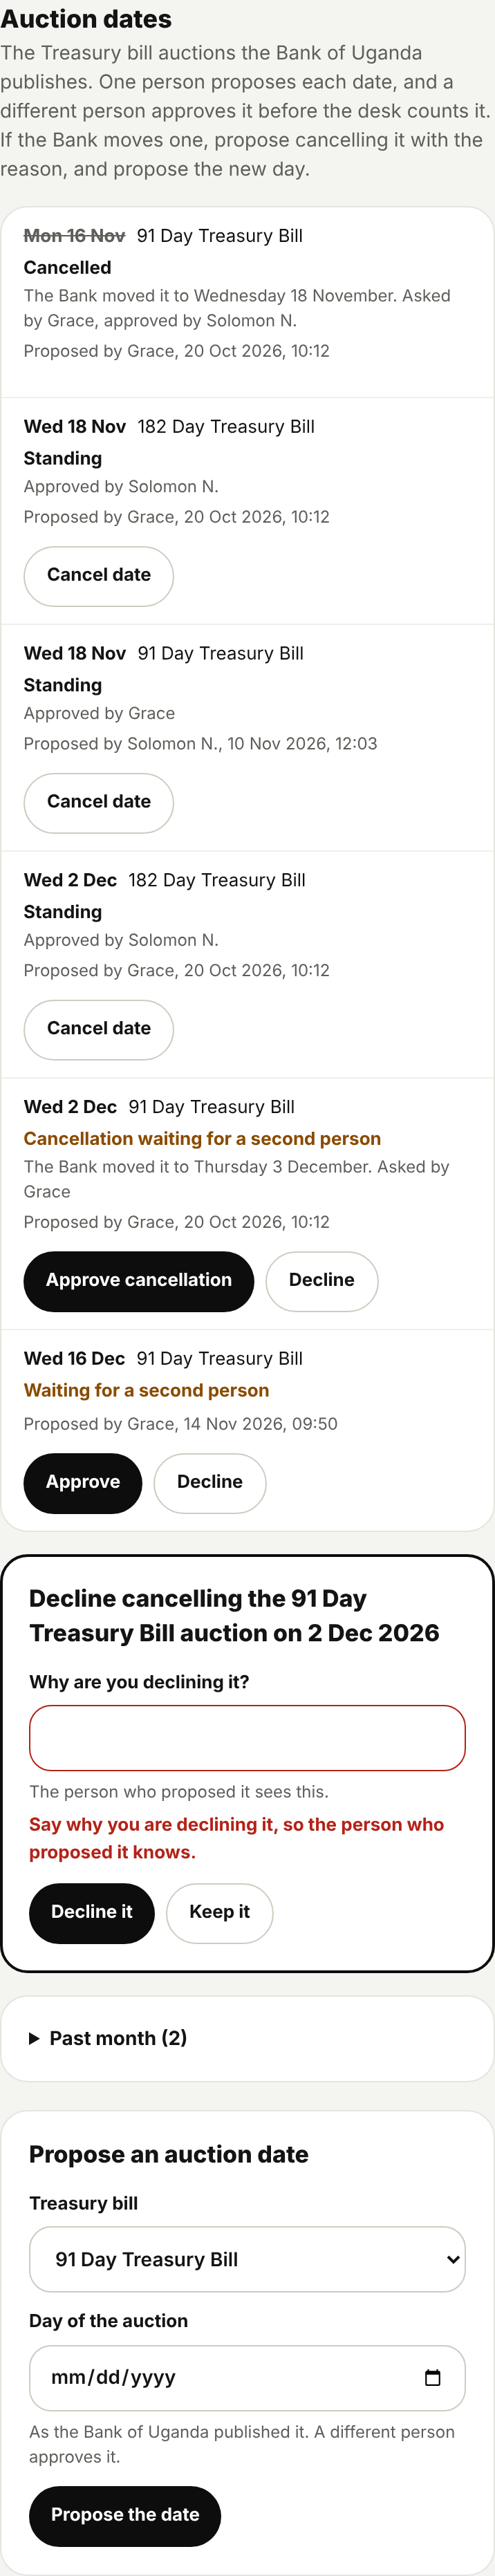 Auction dates
The Treasury bill auctions the Bank of Uganda
publishes. One person proposes each date, and a
different person approves it before the desk counts it.
If the Bank moves one, propose cancelling it with the
reason, and propose the new day.
Mon 16 Nov 91 Day Treasury Bill
Cancelled
The Bank moved it to Wednesday 18 November. Asked
by Grace, approved by Solomon N.
Proposed by Grace, 20 Oct 2026, 10:12
Wed 18 Nov 182 Day Treasury Bill
Standing
Approved by Solomon N.
Proposed by Grace, 20 Oct 2026, 10:12
Cancel date
Wed 18 Nov 91 Day Treasury Bill
Standing
Approved by Grace
Proposed by Solomon N., 10 Nov 2026, 12:03
Cancel date
Wed 2 Dec 182 Day Treasury Bill
Standing
Approved by Solomon N.
Proposed by Grace, 20 Oct 2026, 10:12
Cancel date
Wed 2 Dec 91 Day Treasury Bill
Cancellation waiting for a second person
The Bank moved it to Thursday 3 December. Asked by
Grace
Proposed by Grace, 20 Oct 2026, 10:12
Approve cancellation Decline
Wed 16 Dec 91 Day Treasury Bill
Waiting for a second person
Proposed by Grace, 14 Nov 2026, 09:50
Approve Decline
Decline cancelling the 91 Day
Treasury Bill auction on 2 Dec 2026
Why are you declining it?
The person who proposed it sees this.
Say why you are declining it, so the person who
proposed it knows.
Decline it Keep it
Past month (2)
Propose an auction date
Treasury bill
91 Day Treasury Bill
Day of the auction
mm/dd/yyyy
As the Bank of Uganda published it. A different person
approves it.
Propose the date